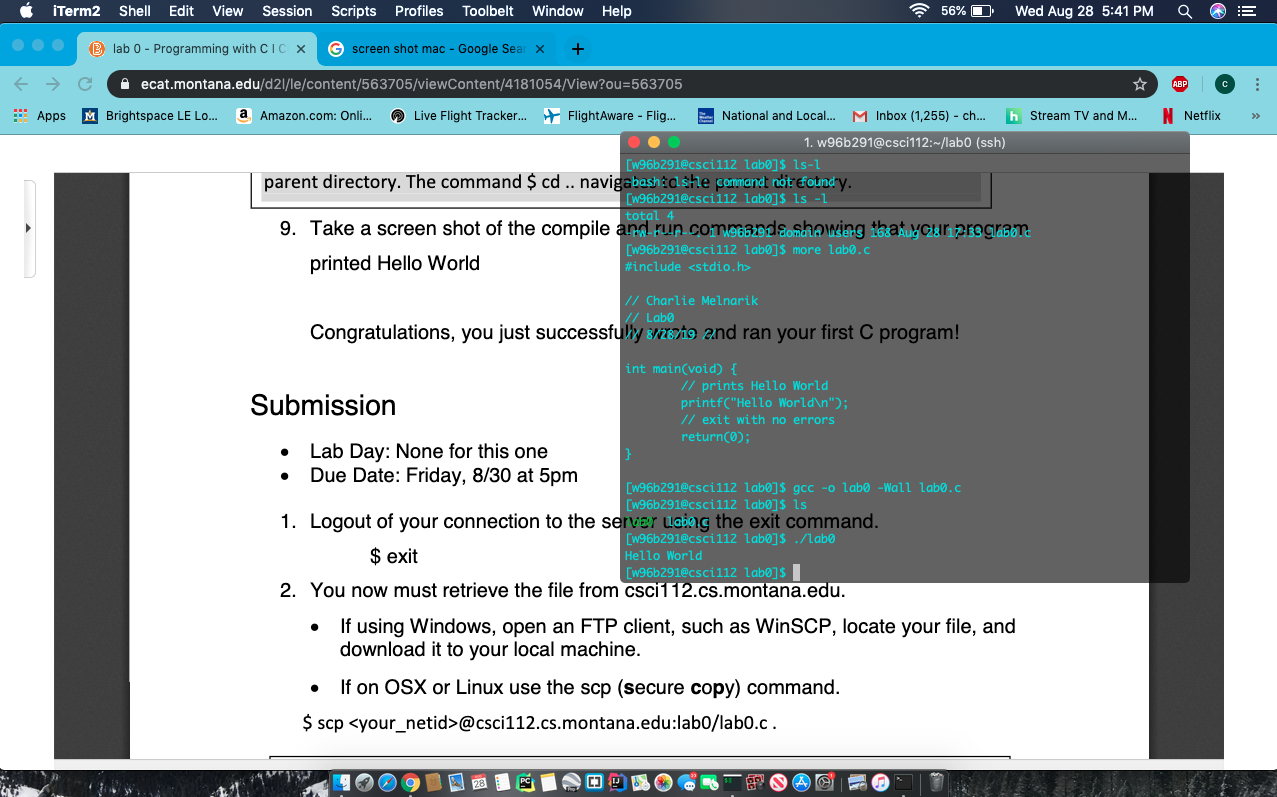 iTerm2 Shell Edit View Session Scripts Profiles Toolbelt Window Help 56% Wed Aug 28 5:41 PM
lab 0 - Programming with C I C screen shot mac - Google Sear
ecat.montana.edu/d2l/le/content/563705/viewContent/4181054/View?ou=563705 ABP C
Apps Brightspace LE Lo... Amazon.com: Onli... Live Flight Tracker... FlightAware - Flig... National and Local... Inbox (1,255) - ch... Stream TV and M... Netflix »
1. w96b291@csci112:~/lab0 (ssh)
[w96b291@csci112 lab0]$ ls-l
-bash: ls-l: command not found
[w96b291@csci112 lab0]$ ls -l
total 4
-rw-r--r--. 1 w96b291 domain users 168 Aug 28 17:33 lab0.c
[w96b291@csci112 lab0]$ more lab0.c
#include <stdio.h>
// Charlie Melnarik
// Lab0
// 8/28/19 //
int main(void) {
// prints Hello World
printf("Hello World\n");
// exit with no errors
return(0);
}
[w96b291@csci112 lab0]$ gcc -o lab0 -Wall lab0.c
[w96b291@csci112 lab0]$ ls
lab0 lab0.c
[w96b291@csci112 lab0]$ ./lab0
Hello World
[w96b291@csci112 lab0]$
parent directory. The command $ cd .. navigates to the parent directory.
9. Take a screen shot of the compile and run commands showing that your program
printed Hello World
Congratulations, you just successfully wrote and ran your first C program!
Submission
• Lab Day: None for this one
• Due Date: Friday, 8/30 at 5pm
1. Logout of your connection to the server using the exit command.
$ exit
2. You now must retrieve the file from csci112.cs.montana.edu.
• If using Windows, open an FTP client, such as WinSCP, locate your file, and
download it to your local machine.
• If on OSX or Linux use the scp (secure copy) command.
$ scp <your_netid>@csci112.cs.montana.edu:lab0/lab0.c .